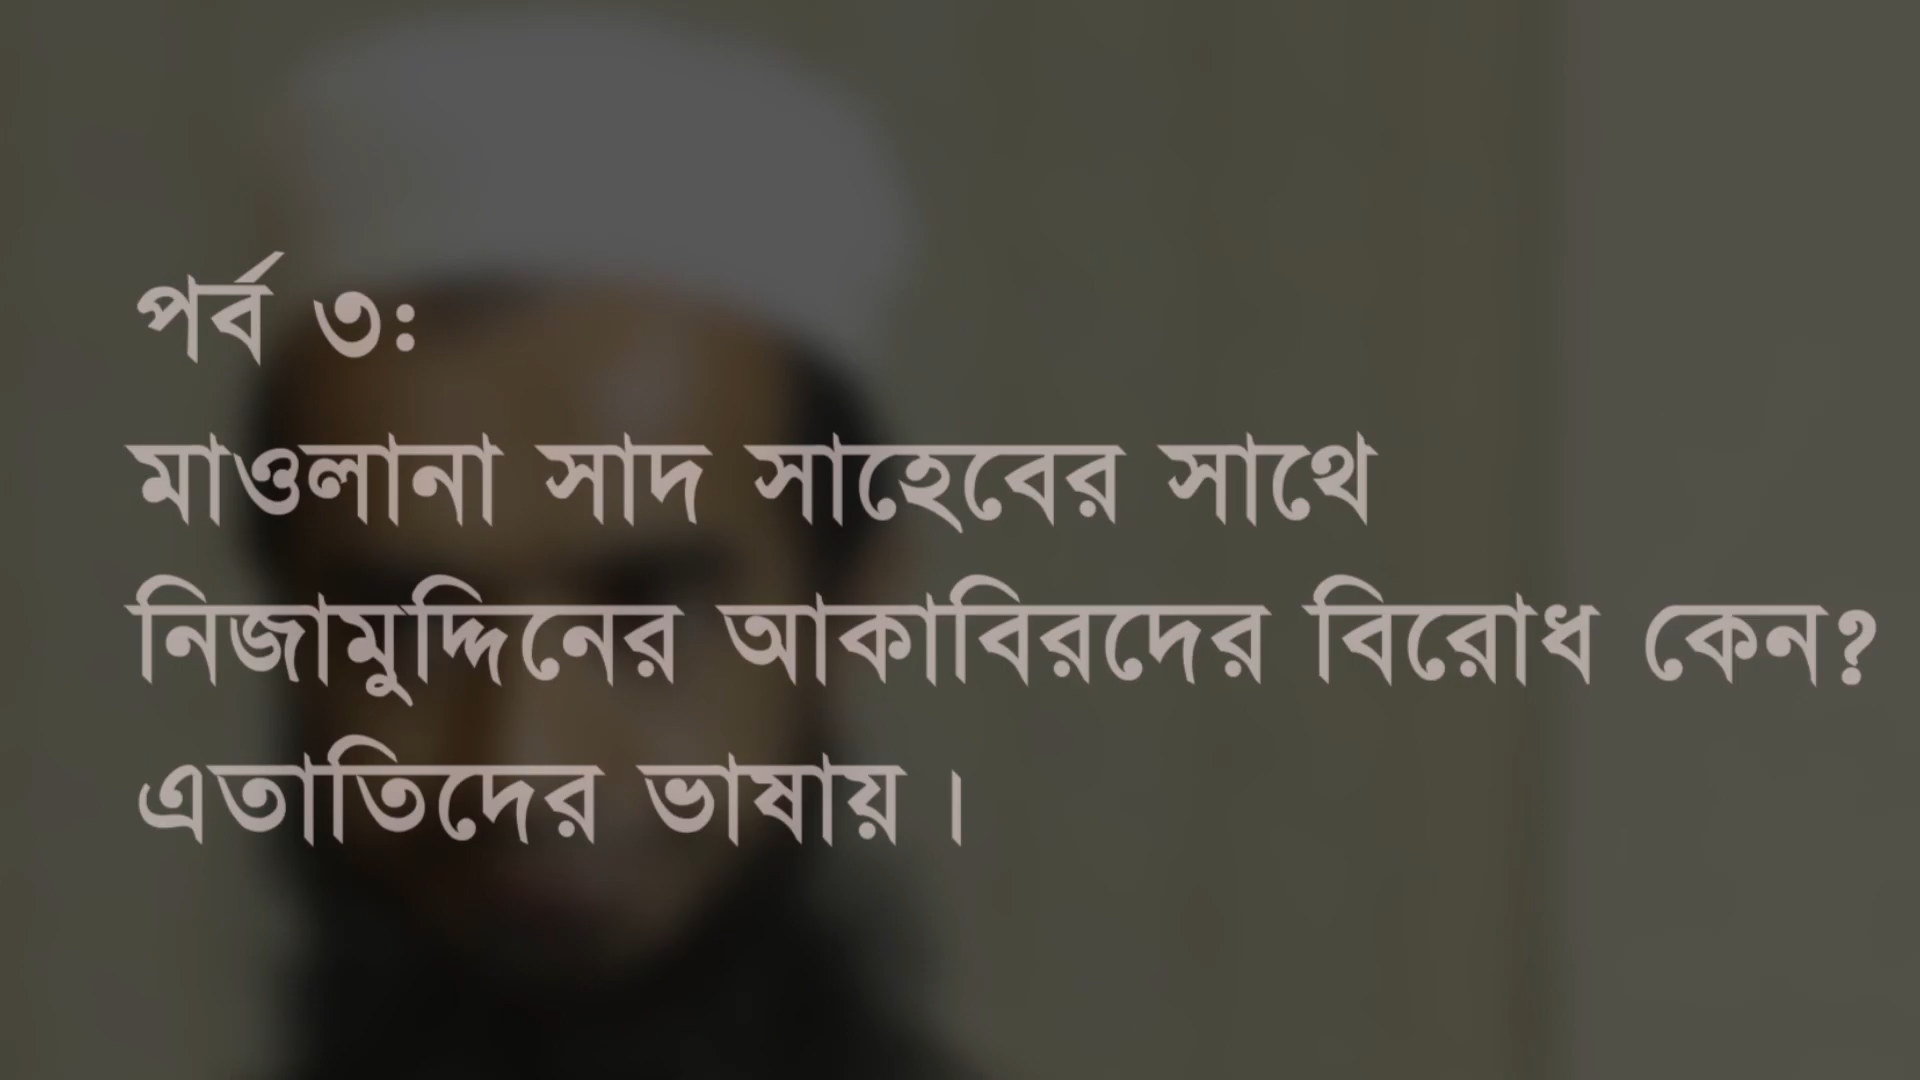 পর্ব ৩ঃ
মাওলানা সাদ সাহেবের সাথে
নিজামুদ্দিনের আকাবিরদের বিরোধ কেন?
এতাতিদের ভাষায়।